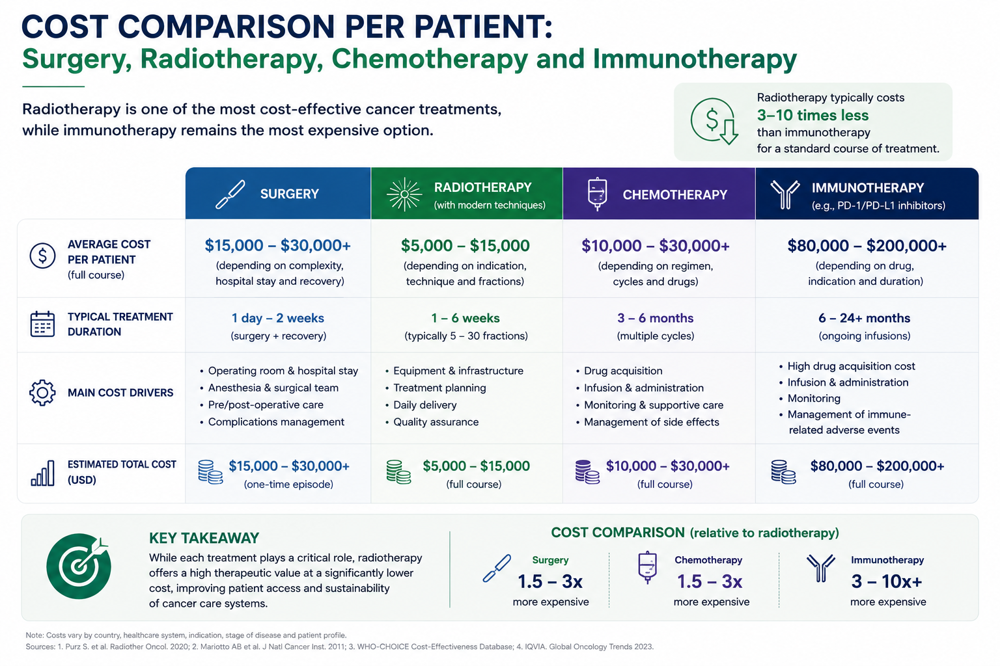 COST COMPARISON PER PATIENT:
Surgery, Radiotherapy, Chemotherapy and Immunotherapy
Radiotherapy is one of the most cost-effective cancer treatments,
while immunotherapy remains the most expensive option.
$
Radiotherapy typically costs
3–10 times less
than immunotherapy
for a standard course of treatment.
SURGERY
RADIOTHERAPY
(with modern techniques)
CHEMOTHERAPY
IMMUNOTHERAPY
(e.g., PD-1/PD-L1 inhibitors)
$
AVERAGE COST
PER PATIENT
(full course)
$15,000 – $30,000+
(depending on complexity,
hospital stay and recovery)
$5,000 – $15,000
(depending on indication,
technique and fractions)
$10,000 – $30,000+
(depending on regimen,
cycles and drugs)
$80,000 – $200,000+
(depending on drug,
indication and duration)
TYPICAL TREATMENT
DURATION
1 day – 2 weeks
(surgery + recovery)
1 – 6 weeks
(typically 5 – 30 fractions)
3 – 6 months
(multiple cycles)
6 – 24+ months
(ongoing infusions)
MAIN COST DRIVERS
• Operating room & hospital stay
• Anesthesia & surgical team
• Pre/post-operative care
• Complications management
• Equipment & infrastructure
• Treatment planning
• Daily delivery
• Quality assurance
• Drug acquisition
• Infusion & administration
• Monitoring & supportive care
• Management of side effects
• High drug acquisition cost
• Infusion & administration
• Monitoring
• Management of immune-
related adverse events
ESTIMATED TOTAL COST
(USD)
$15,000 – $30,000+
(one-time episode)
$5,000 – $15,000
(full course)
$10,000 – $30,000+
(full course)
$80,000 – $200,000+
(full course)
KEY TAKEAWAY
While each treatment plays a critical role, radiotherapy
offers a high therapeutic value at a significantly lower
cost, improving patient access and sustainability
of cancer care systems.
COST COMPARISON (relative to radiotherapy)
Surgery
1.5 – 3x
more expensive
Chemotherapy
1.5 – 3x
more expensive
Immunotherapy
3 – 10x+
more expensive
Note: Costs vary by country, healthcare system, indication, stage of disease and patient profile.
Sources: 1. Purz S. et al. Radiother Oncol. 2020; 2. Mariotto AB et al. J Natl Cancer Inst. 2011; 3. WHO-CHOICE Cost-Effectiveness Database; 4. IQVIA. Global Oncology Trends 2023.